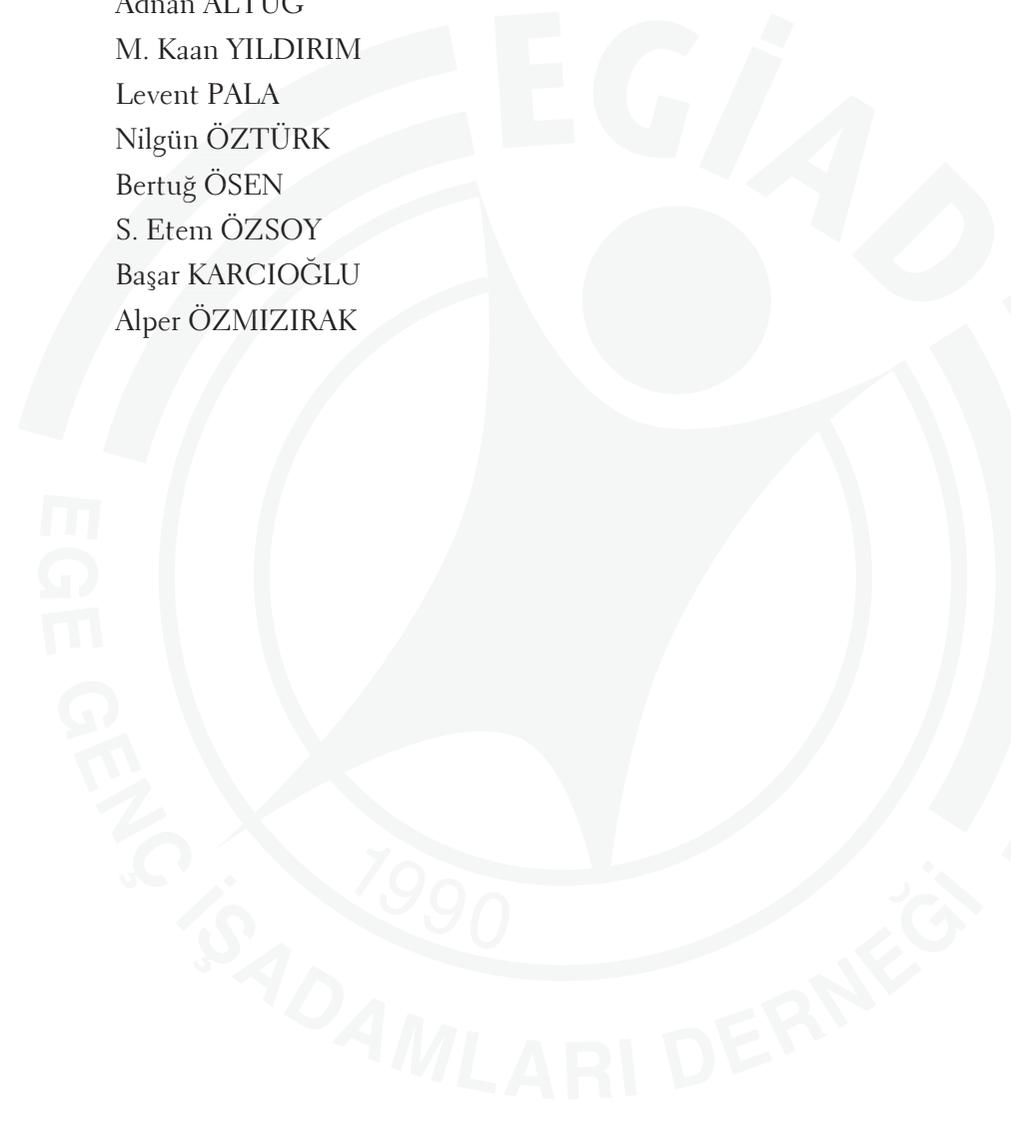 Adnan ALTUĞ
M. Kaan YILDIRIM
Levent PALA
Nilgün ÖZTÜRK
Bertuğ ÖSEN
S. Etem ÖZSOY
Başar KARCIOĞLU
Alper ÖZMIZIRAK
EGİAD
EGE GENÇ İŞADAMLARI DERNEĞİ
1990